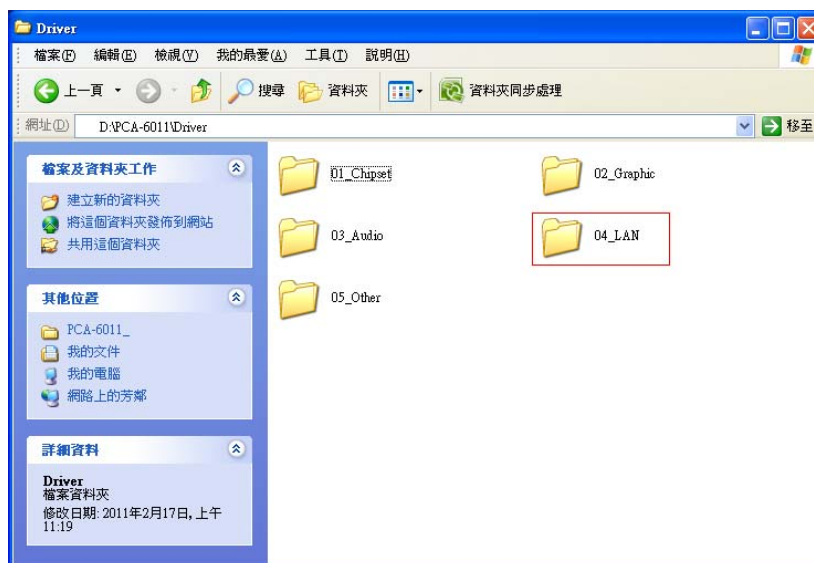 Driver
檔案(F) 編輯(E) 檢視(V) 我的最愛(A) 工具(T) 說明(H)
上一頁 搜尋 資料夾 資料夾同步處理
網址(D) D:\PCA-6011\Driver 移至
檔案及資料夾工作
建立新的資料夾
將這個資料夾發佈到網站
共用這個資料夾
其他位置
PCA-6011_
我的文件
我的電腦
網路上的芳鄰
詳細資料
Driver
檔案資料夾
修改日期: 2011年2月17日, 上午
11:19
01_Chipset 02_Graphic
03_Audio 04_LAN
05_Other